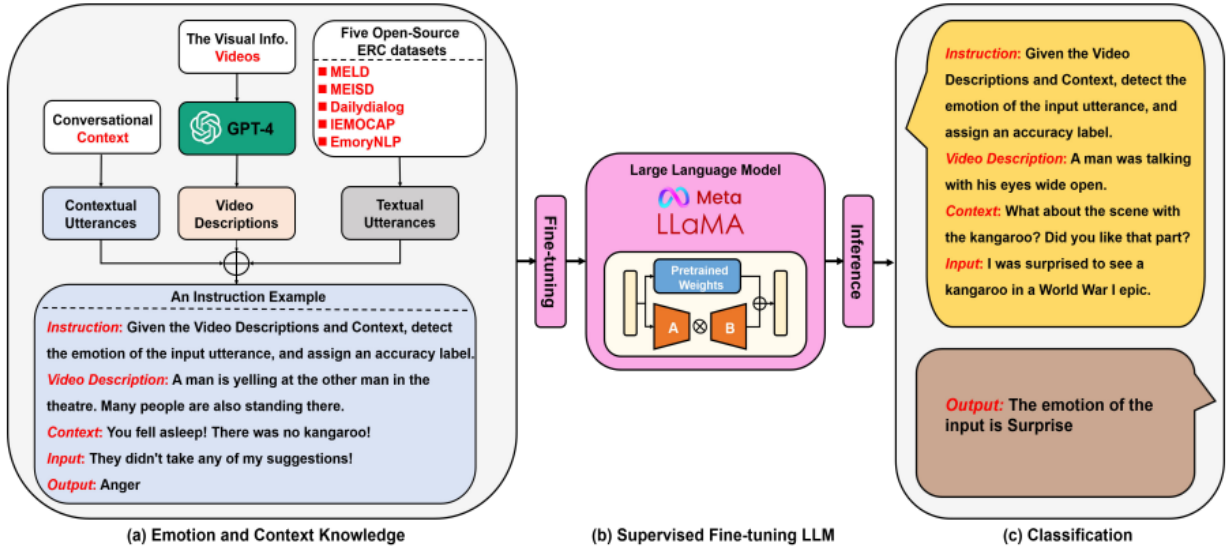 The Visual Info.
Videos
Five Open-Source
ERC datasets
MELD
MEISD
Dailydialog
IEMOCAP
EmoryNLP
Conversational
Context
GPT-4
Contextual
Utterances
Video
Descriptions
Textual
Utterances
An Instruction Example
Instruction: Given the Video Descriptions and Context, detect
the emotion of the input utterance, and assign an accuracy label.
Video Description: A man is yelling at the other man in the
theatre. Many people are also standing there.
Context: You fell asleep! There was no kangaroo!
Input: They didn't take any of my suggestions!
Output: Anger
(a) Emotion and Context Knowledge
Fine-tuning
Large Language Model
Meta
LLaMA
Pretrained
Weights
A
B
(b) Supervised Fine-tuning LLM
Inference
Instruction: Given the Video
Descriptions and Context, detect the
emotion of the input utterance, and
assign an accuracy label.
Video Description: A man was talking
with his eyes wide open.
Context: What about the scene with
the kangaroo? Did you like that part?
Input: I was surprised to see a
kangaroo in a World War I epic.
Output: The emotion of the
input is Surprise
(c) Classification